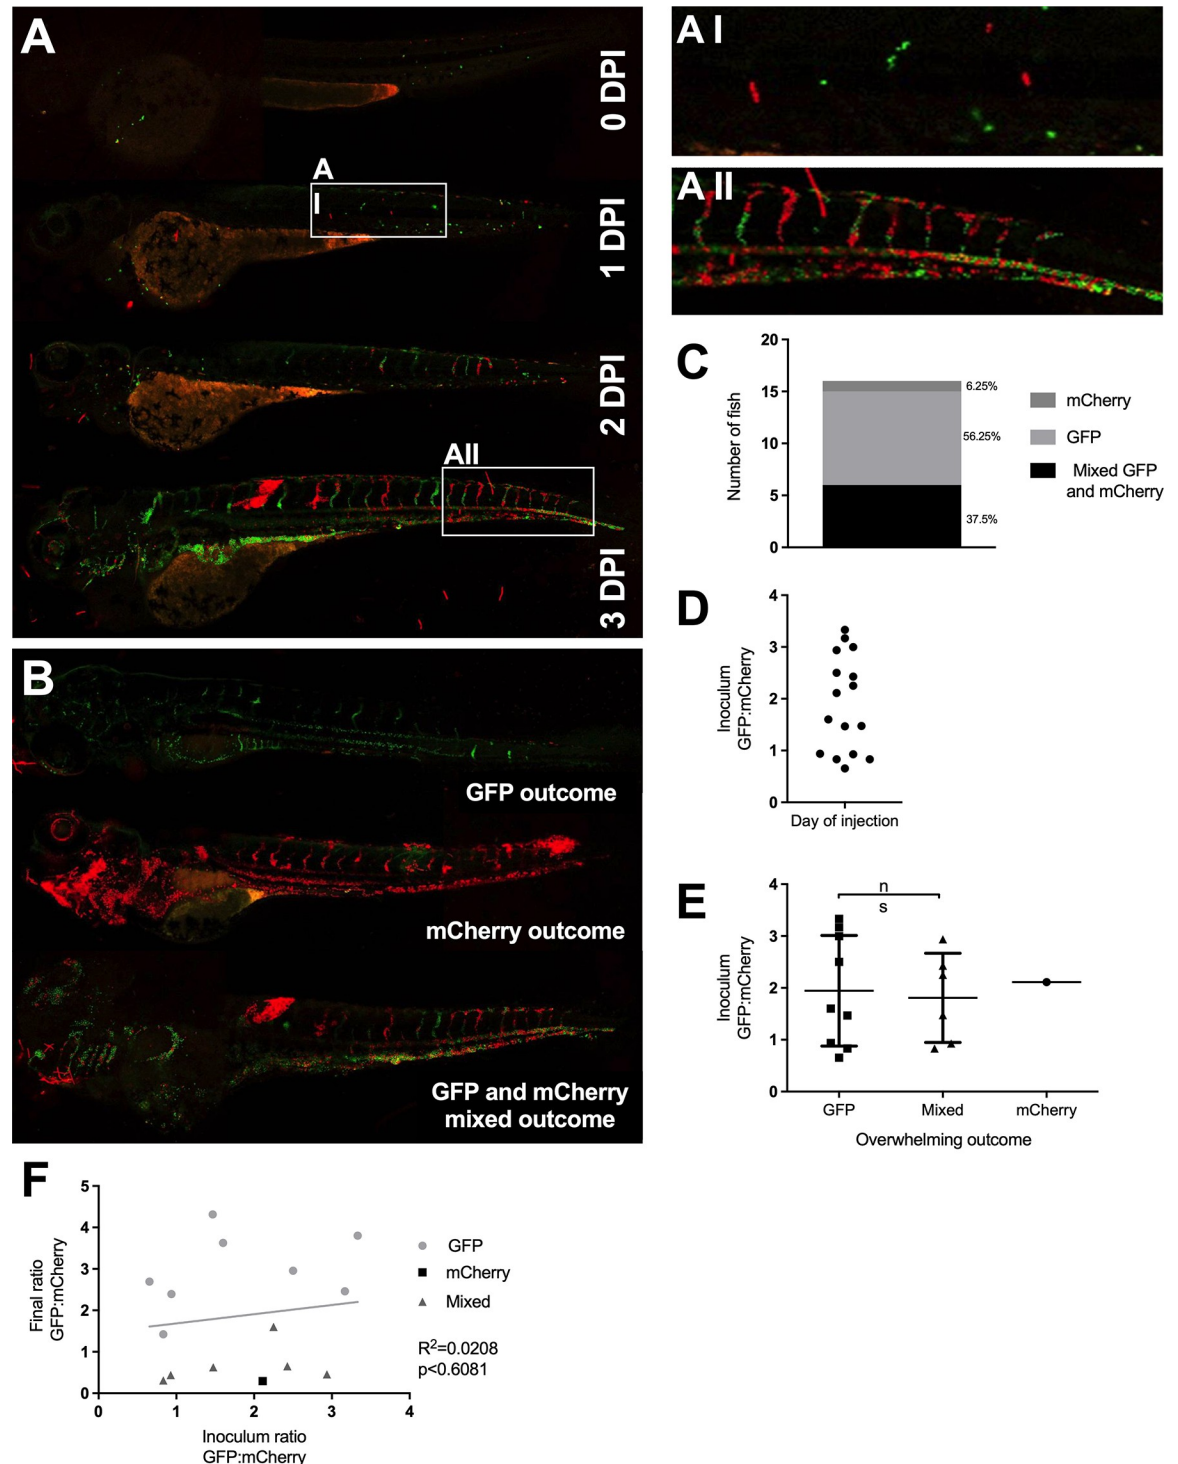 A
0 DPI
A
I
1 DPI
2 DPI
AII
3 DPI
A I
A II
B
GFP outcome
mCherry outcome
GFP and mCherry
mixed outcome
C
20
15
10
5
0
Number of fish
6.25%
56.25%
37.5%
mCherry
GFP
Mixed GFP
and mCherry
D
4
3
2
1
0
Inoculum
GFP:mCherry
Day of injection
E
4
3
2
1
0
Inoculum
GFP:mCherry
n
s
GFP
Mixed
mCherry
Overwhelming outcome
F
5
4
3
2
1
0
Final ratio
GFP:mCherry
0 1 2 3 4
Inoculum ratio
GFP:mCherry
GFP
mCherry
Mixed
R²=0.0208
p<0.6081